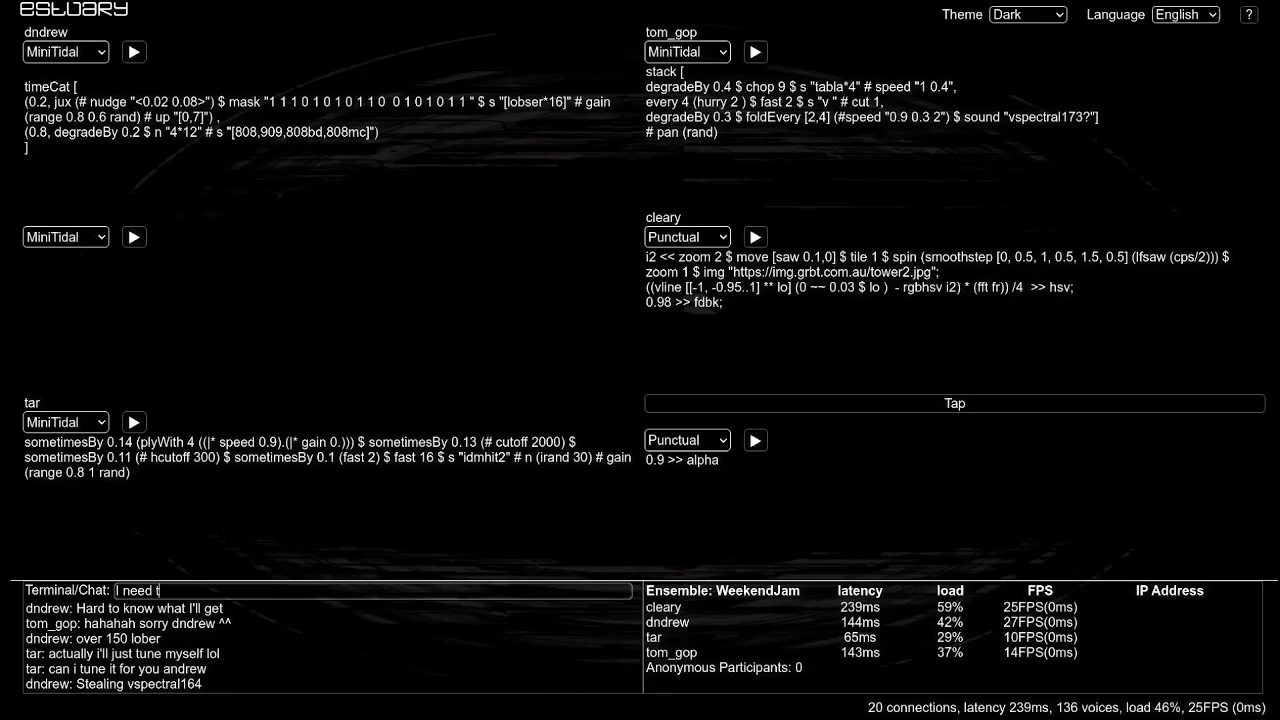 estuary
Theme Dark Language English ?
dndrew
MiniTidal
timeCat [
(0.2, jux (# nudge "<0.02 0.08>") $ mask "1 1 1 0 1 0 1 0 1 1 0  0 1 0 1 0 1 1 " $ s "[lobser*16]" # gain
(range 0.8 0.6 rand) # up "[0,7]") ,
(0.8, degradeBy 0.2 $ n "4*12" # s "[808,909,808bd,808mc]")
]
tom_gop
MiniTidal
stack [
degradeBy 0.4 $ chop 9 $ s "tabla*4" # speed "1 0.4",
every 4 (hurry 2 ) $ fast 2 $ s "v " # cut 1,
degradeBy 0.3 $ foldEvery [2,4] (#speed "0.9 0.3 2") $ sound "vspectral173?"]
# pan (rand)
MiniTidal
cleary
Punctual
i2 << zoom 2 $ move [saw 0.1,0] $ tile 1 $ spin (smoothstep [0, 0.5, 1, 0.5, 1.5, 0.5] (lfsaw (cps/2))) $
zoom 1 $ img "https://img.grbt.com.au/tower2.jpg";
((vline [[-1, -0.95..1] ** lo] (0 ~~ 0.03 $ lo )  - rgbhsv i2) * (fft fr)) /4  >> hsv;
0.98 >> fdbk;
tar
MiniTidal
sometimesBy 0.14 (plyWith 4 ((|* speed 0.9).(|* gain 0.))) $ sometimesBy 0.13 (# cutoff 2000) $
sometimesBy 0.11 (# hcutoff 300) $ sometimesBy 0.1 (fast 2) $ fast 16 $ s "idmhit2" # n (irand 30) # gain
(range 0.8 1 rand)
Tap
Punctual
0.9 >> alpha
Terminal/Chat: I need t
dndrew: Hard to know what I'll get
tom_gop: hahahah sorry dndrew ^^
dndrew: over 150 lober
tar: actually i'll just tune myself lol
tar: can i tune it for you andrew
dndrew: Stealing vspectral164
Ensemble: WeekendJam latency load FPS IP Address
cleary 239ms 59% 25FPS(0ms)
dndrew 144ms 42% 27FPS(0ms)
tar 65ms 29% 10FPS(0ms)
tom_gop 143ms 37% 14FPS(0ms)
Anonymous Participants: 0
20 connections, latency 239ms, 136 voices, load 46%, 25FPS (0ms)